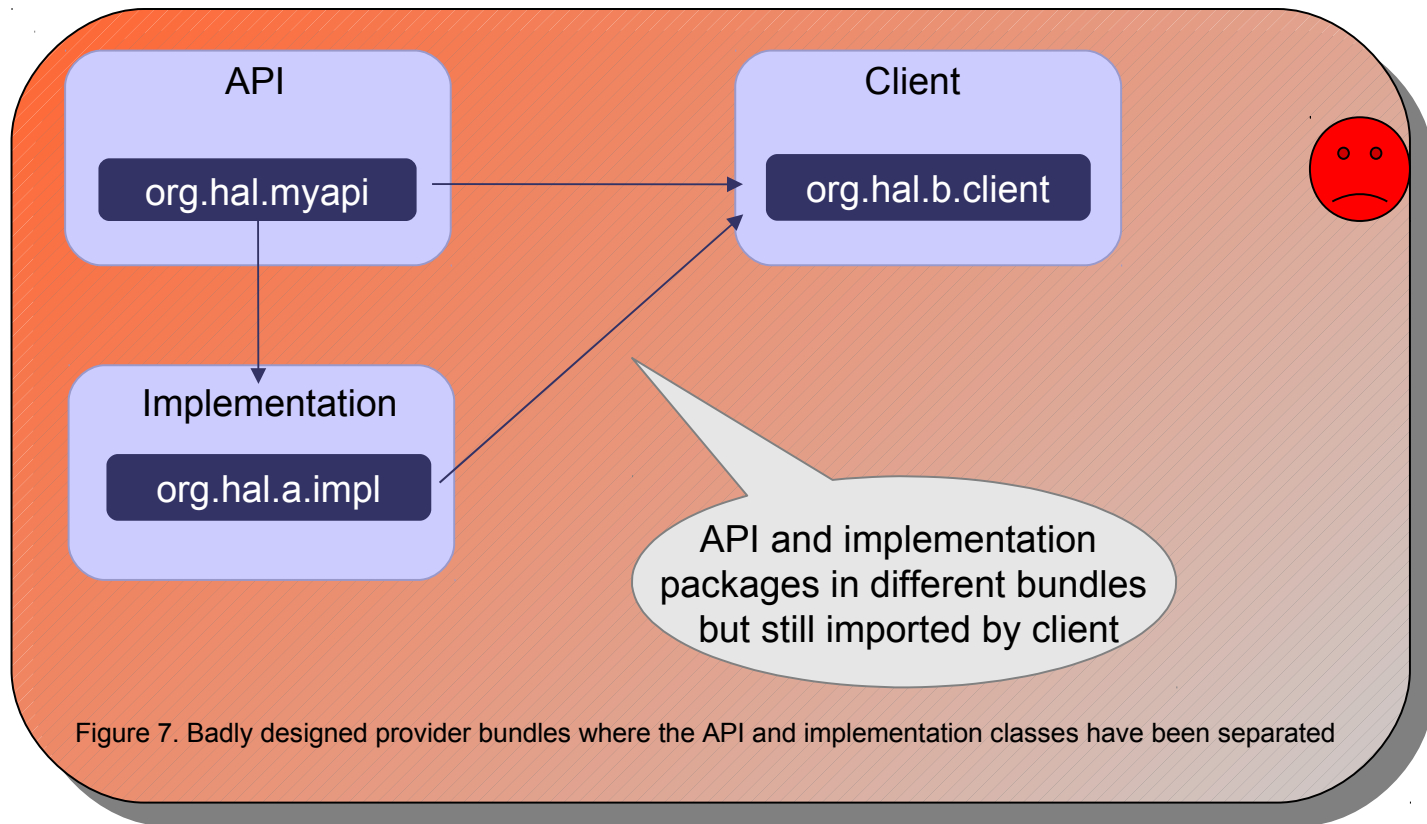 API
org.hal.myapi
Client
org.hal.b.client
Implementation
org.hal.a.impl
API and implementation
packages in different bundles
but still imported by client
Figure 7. Badly designed provider bundles where the API and implementation classes have been separated